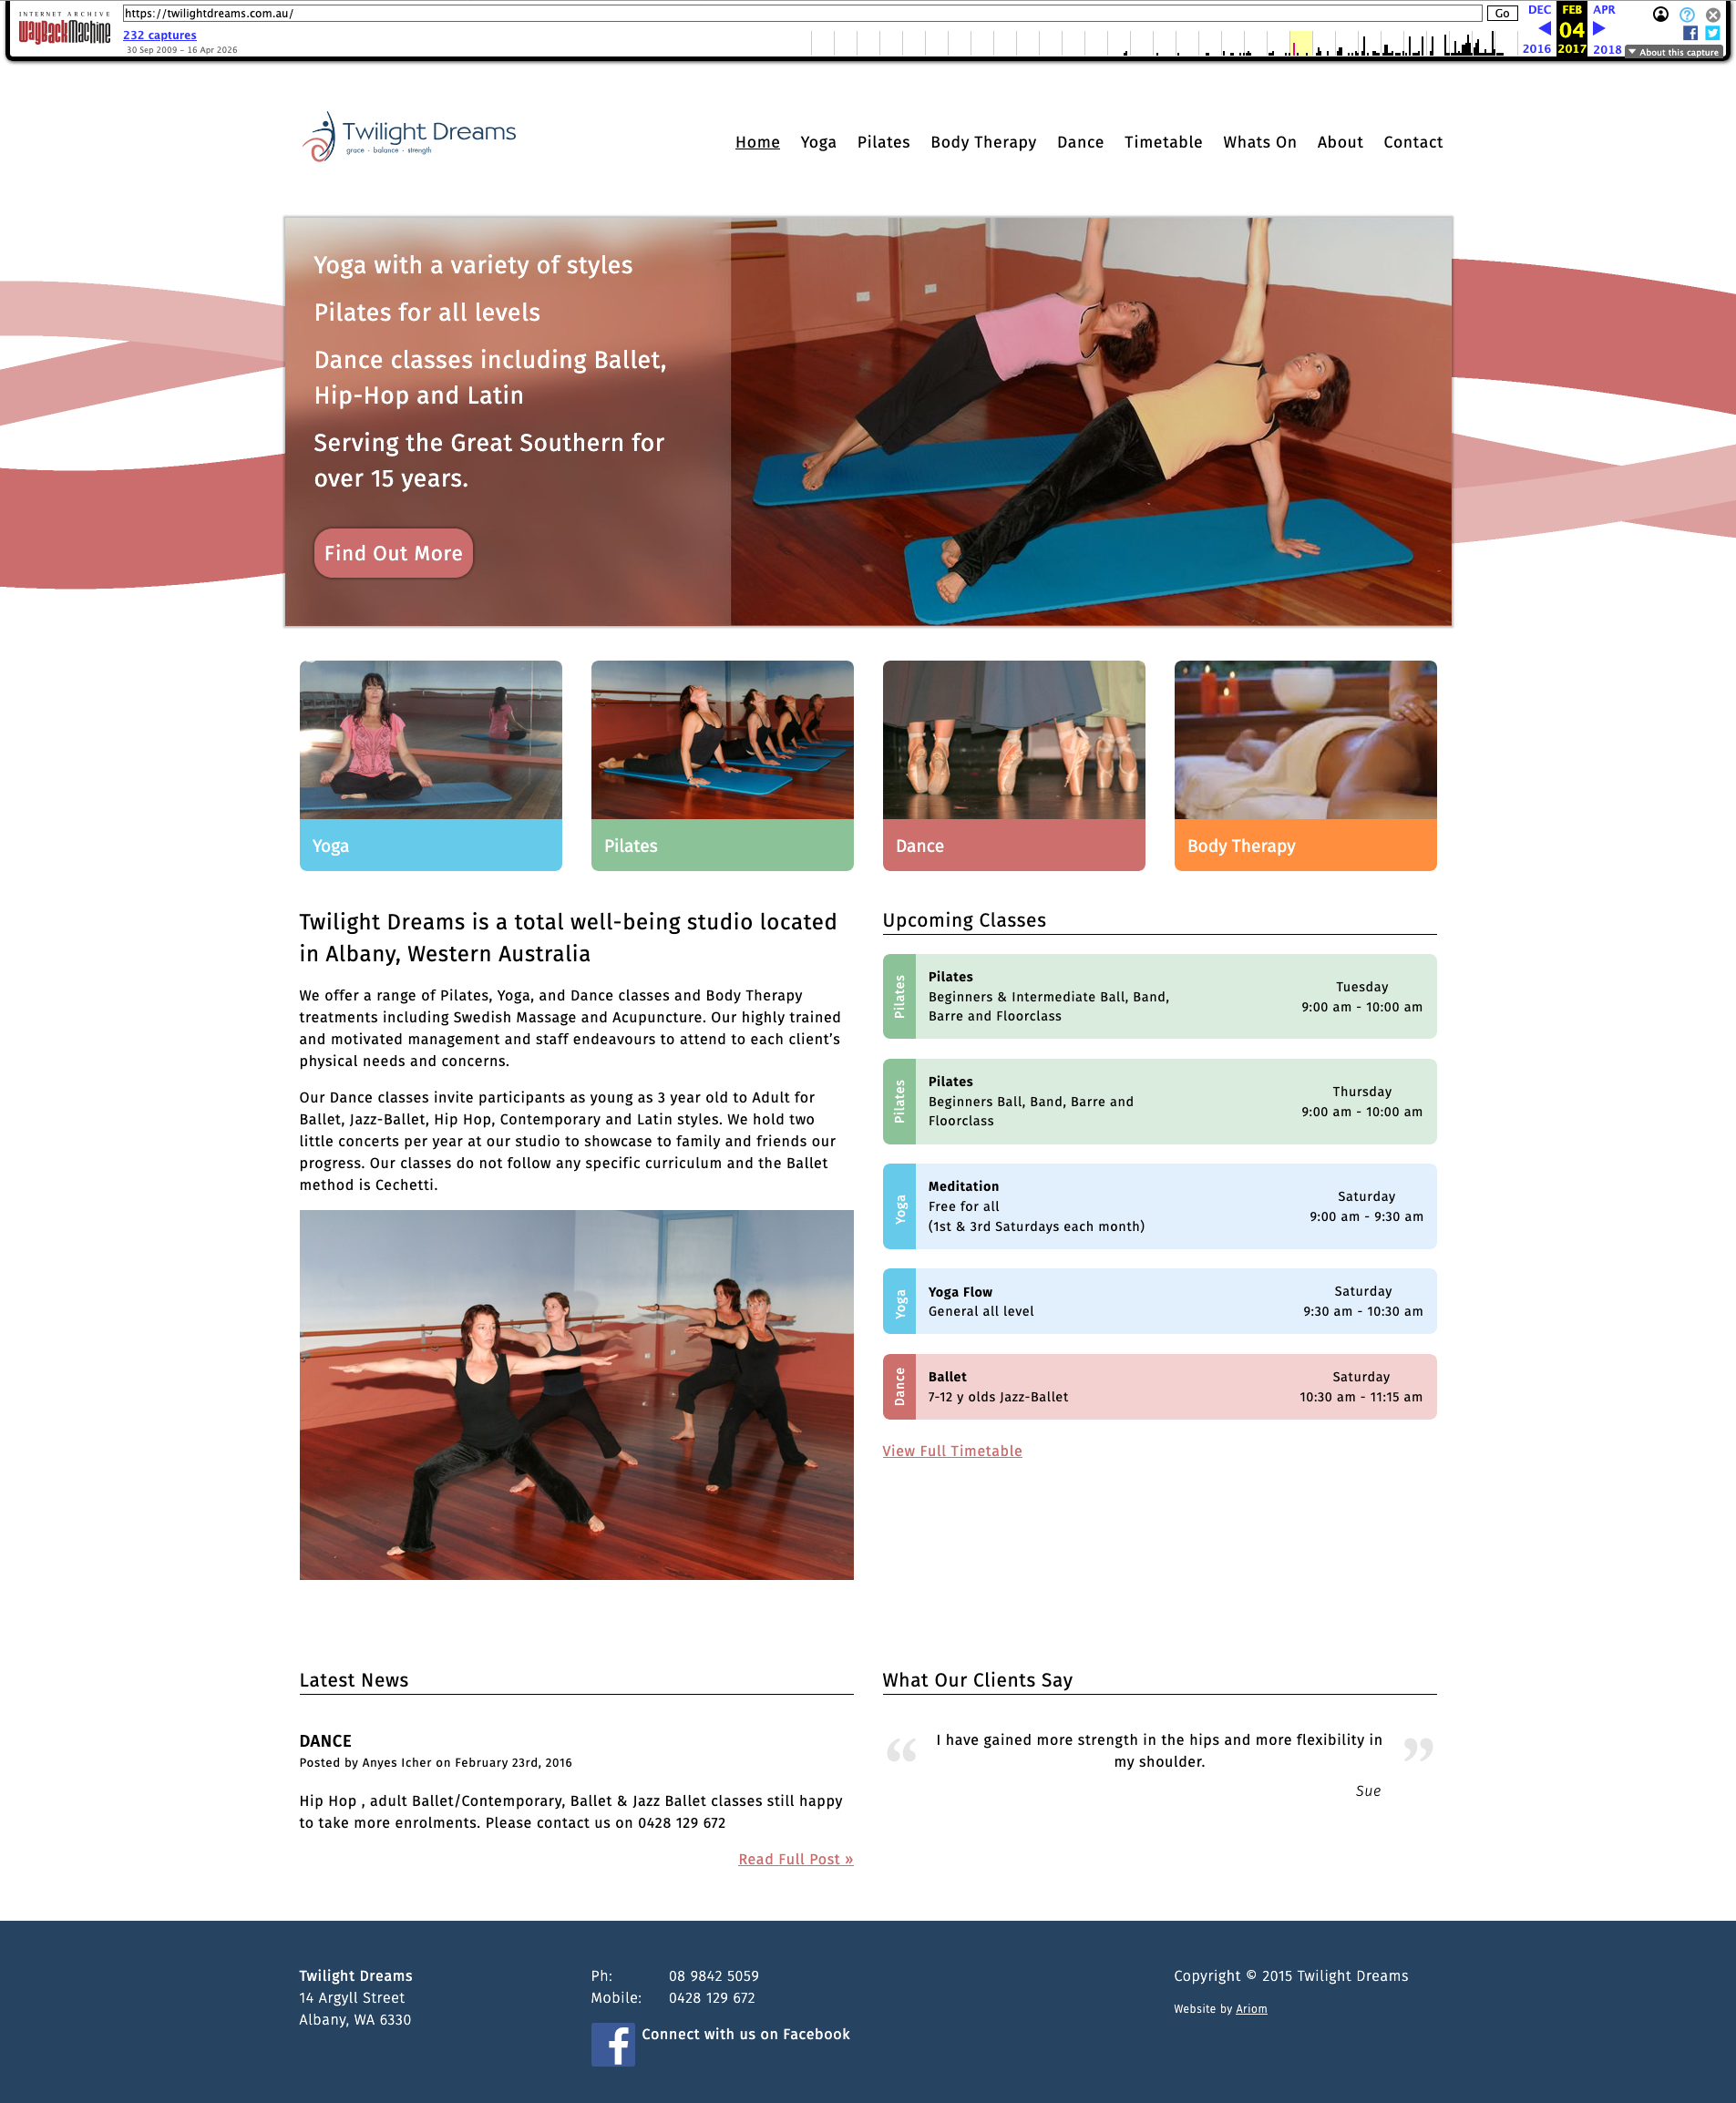 INTERNET ARCHIVE
WayBackMachine
https://twilightdreams.com.au/
Go
232 captures
30 Sep 2009 – 16 Apr 2026
DEC FEB APR
04
2016 2017 2018
About this capture
Twilight Dreams
grace - balance - strength
Home Yoga Pilates Body Therapy Dance Timetable Whats On About Contact
Yoga with a variety of styles
Pilates for all levels
Dance classes including Ballet,
Hip-Hop and Latin
Serving the Great Southern for
over 15 years.
Find Out More
Yoga
Pilates
Dance
Body Therapy
Twilight Dreams is a total well-being studio located
in Albany, Western Australia
We offer a range of Pilates, Yoga, and Dance classes and Body Therapy
treatments including Swedish Massage and Acupuncture. Our highly trained
and motivated management and staff endeavours to attend to each client’s
physical needs and concerns.
Our Dance classes invite participants as young as 3 year old to Adult for
Ballet, Jazz-Ballet, Hip Hop, Contemporary and Latin styles. We hold two
little concerts per year at our studio to showcase to family and friends our
progress. Our classes do not follow any specific curriculum and the Ballet
method is Cechetti.
Upcoming Classes
Pilates
Pilates
Beginners & Intermediate Ball, Band,
Barre and Floorclass
Tuesday
9:00 am - 10:00 am
Pilates
Pilates
Beginners Ball, Band, Barre and
Floorclass
Thursday
9:00 am - 10:00 am
Yoga
Meditation
Free for all
(1st & 3rd Saturdays each month)
Saturday
9:00 am - 9:30 am
Yoga
Yoga Flow
General all level
Saturday
9:30 am - 10:30 am
Dance
Ballet
7-12 y olds Jazz-Ballet
Saturday
10:30 am - 11:15 am
View Full Timetable
Latest News
DANCE
Posted by Anyes Icher on February 23rd, 2016
Hip Hop , adult Ballet/Contemporary, Ballet & Jazz Ballet classes still happy
to take more enrolments. Please contact us on 0428 129 672
Read Full Post »
What Our Clients Say
“ I have gained more strength in the hips and more flexibility in ”
my shoulder.
Sue
Twilight Dreams
14 Argyll Street
Albany, WA 6330
Ph: 08 9842 5059
Mobile: 0428 129 672
Connect with us on Facebook
Copyright © 2015 Twilight Dreams
Website by Ariom